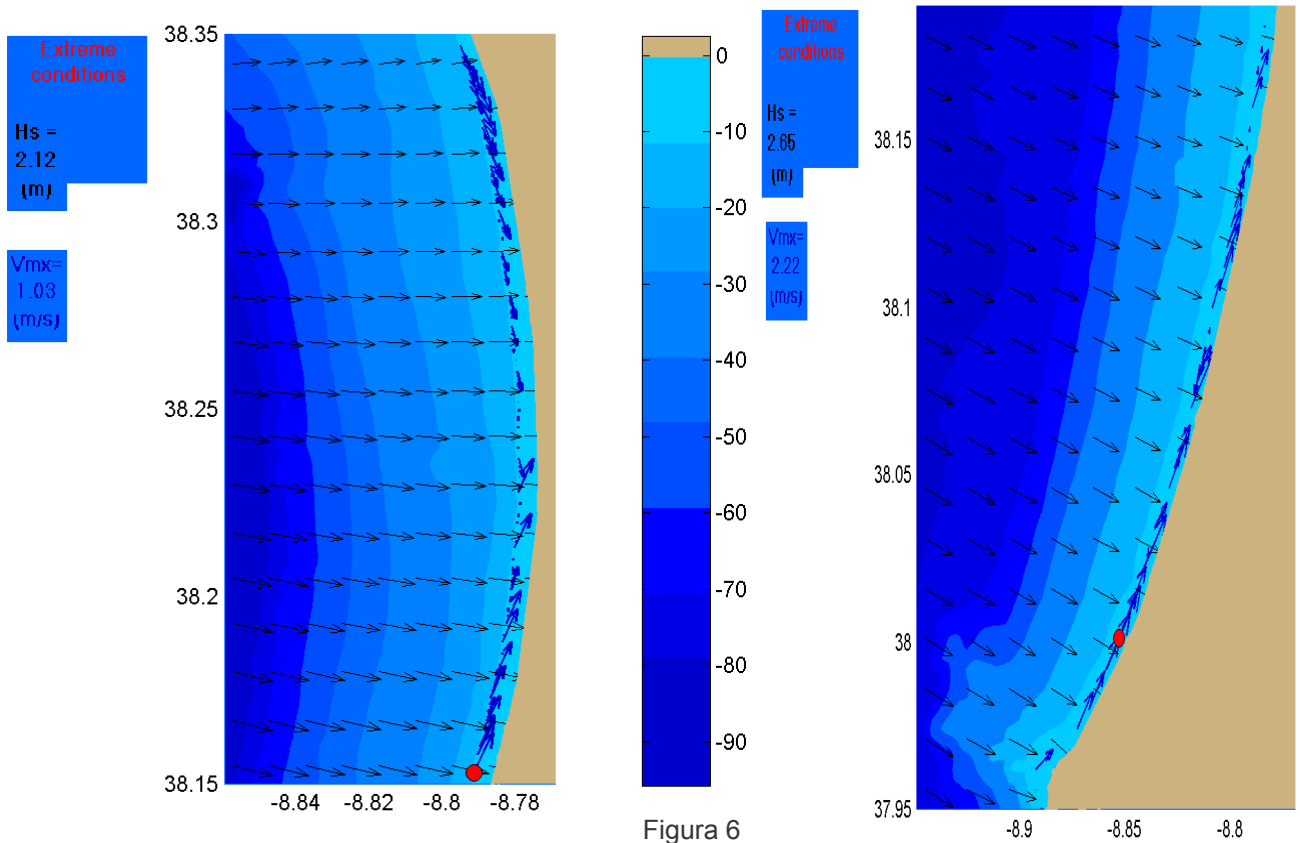 Extreme
conditions
Hs =
2.12
(m)
Vmx=
1.03
(m/s)
38.35
38.3
38.25
38.2
38.15
-8.84
-8.82
-8.8
-8.78
0
-10
-20
-30
-40
-50
-60
-70
-80
-90
Figura 6
Extreme
conditions
Hs =
2.65
(m)
Vmx=
2.22
(m/s)
38.15
38.1
38.05
38
37.95
-8.9
-8.85
-8.8